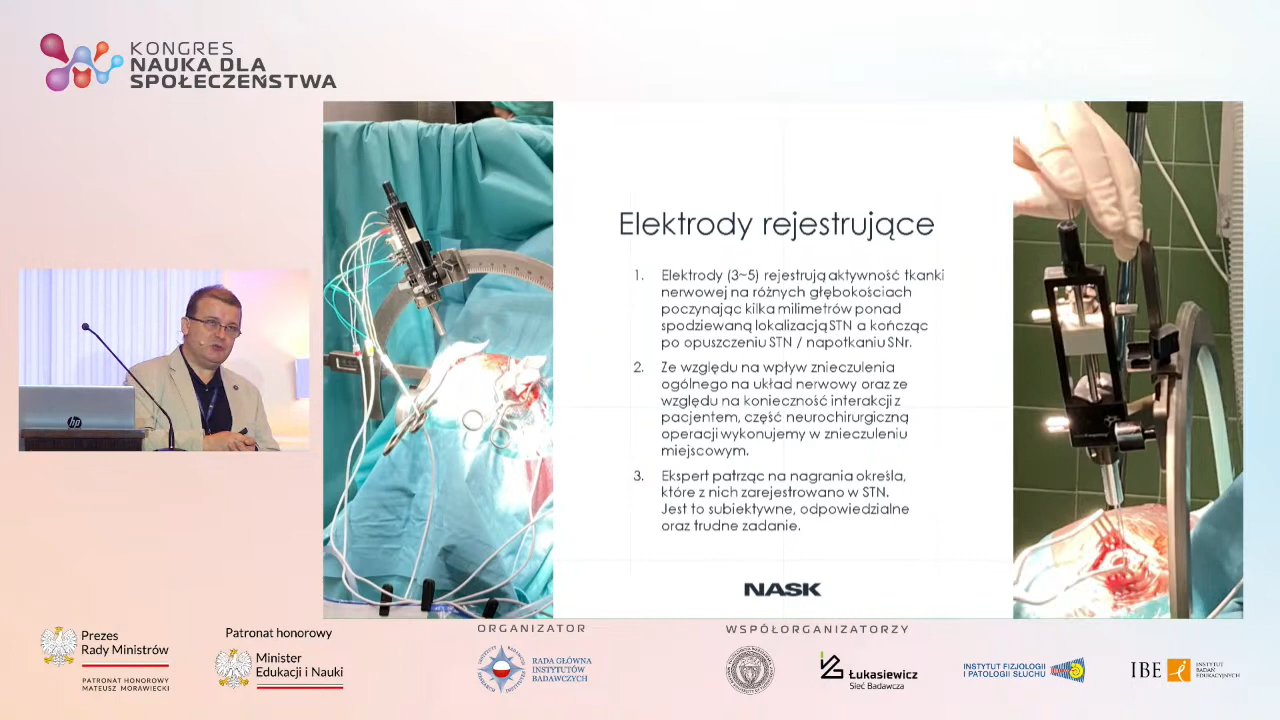 KONGRES
NAUKA DLA
SPOŁECZEŃSTWA
Elektrody rejestrujące
1. Elektrody (3~5) rejestrują aktywność tkanki
nerwowej na różnych głębokościach
poczynając kilka milimetrów ponad
spodziewaną lokalizacją STN a kończąc
po opuszczeniu STN / napotkaniu SNr.
2. Ze względu na wpływ znieczulenia
ogólnego na układ nerwowy oraz ze
względu na konieczność interakcji z
pacjentem, część neurochirurgiczną
operacji wykonujemy w znieczuleniu
miejscowym.
3. Ekspert patrząc na nagrania określa,
które z nich zarejestrowano w STN.
Jest to subiektywne, odpowiedzialne
oraz trudne zadanie.
NASK
hp
Prezes
Rady Ministrów
PATRONAT HONOROWY
MATEUSZ MORAWIECKI
Patronat honorowy
Minister
Edukacji i Nauki
ORGANIZATOR
RADA GŁÓWNA
INSTYTUTÓW
BADAWCZYCH
WSPÓŁORGANIZATORZY
Łukasiewicz
Sieć Badawcza
INSTYTUT FIZJOLOGII
I PATOLOGII SŁUCHU
IBE
INSTYTUT
BADAŃ
EDUKACYJNYCH